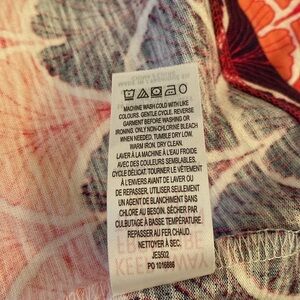 MACHINE WASH COLD WITH LIKE
COLOURS. GENTLE CYCLE. REVERSE
GARMENT BEFORE WASHING OR
IRONING. ONLY NON-CHLORINE BLEACH
WHEN NEEDED. TUMBLE DRY LOW.
WARM IRON. DRY CLEAN.
LAVER À LA MACHINE À L'EAU FROIDE
AVEC DES COULEURS SEMBLABLES.
CYCLE DÉLICAT. TOURNER LE VÊTEMENT
À L'ENVERS AVANT DE LAVER OU
DE REPASSER. UTILISER SEULEMENT
UN AGENT DE BLANCHIMENT SANS
CHLORE AU BESOIN. SÉCHER PAR
CULBUTAGE À BASSE TEMPÉRATURE.
REPASSER AU FER CHAUD.
NETTOYER À SEC.
JES502
PO 1016886